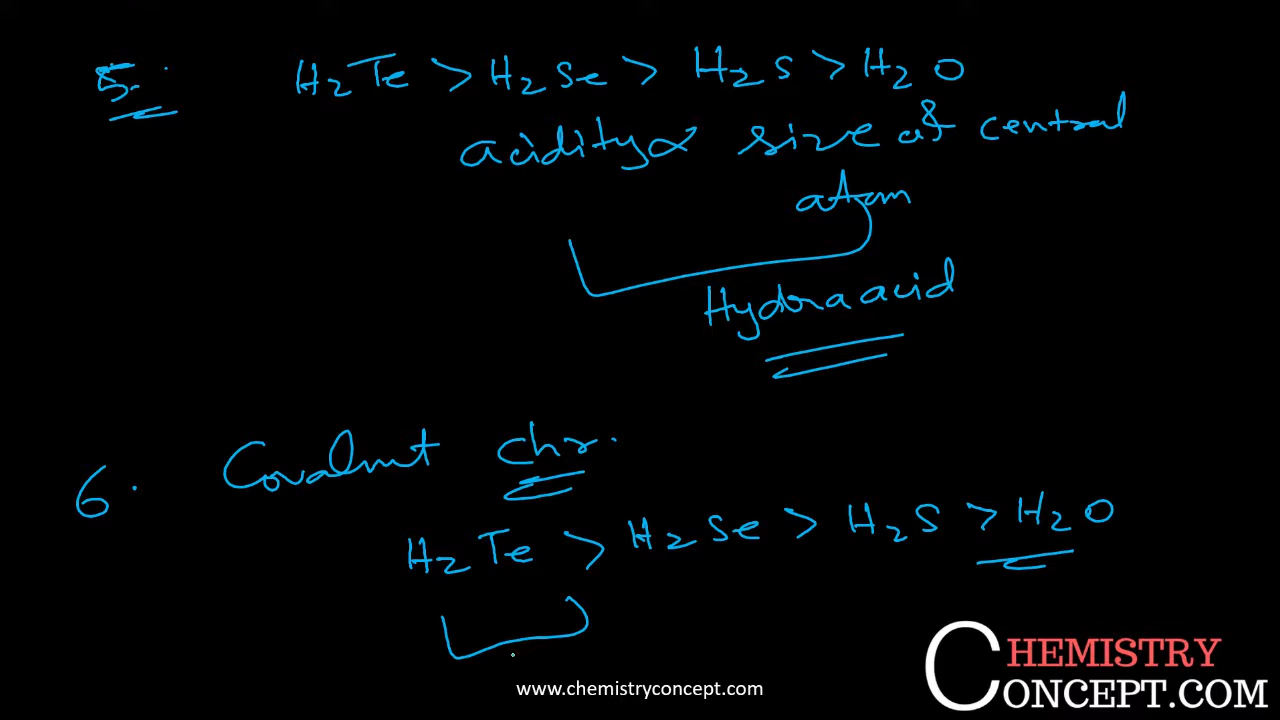 5. H2Te > H2Se > H2S > H2O
acidity ∝ size of central
atom
Hydraacid
6. Covalent chr.
H2Te > H2Se > H2S > H2O
CHEMISTRY
CONCEPT.COM
www.chemistryconcept.com